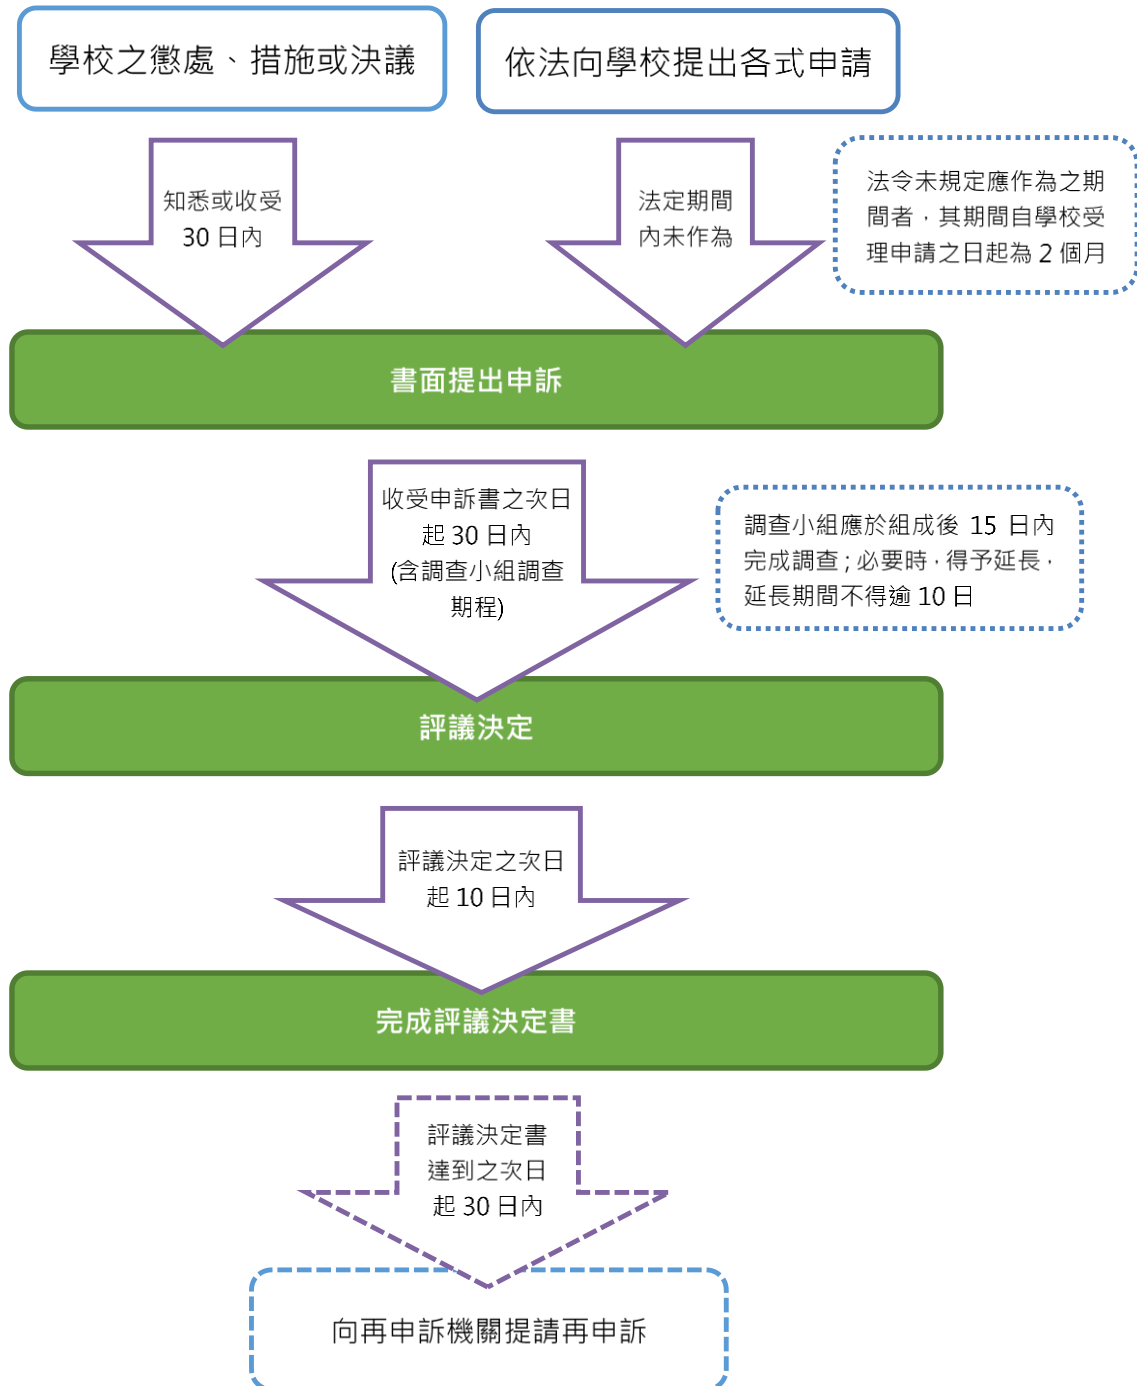 學校之懲處、措施或決議
依法向學校提出各式申請
知悉或收受
30 日內
法定期間
內未作為
法令未規定應作為之期
間者，其期間自學校受
理申請之日起為 2 個月
書面提出申訴
收受申訴書之次日
起 30 日內
(含調查小組調查
期程)
調查小組應於組成後 15 日內
完成調查；必要時，得予延長，
延長期間不得逾 10 日
評議決定
評議決定之次日
起 10 日內
完成評議決定書
評議決定書
達到之次日
起 30 日內
向再申訴機關提請再申訴